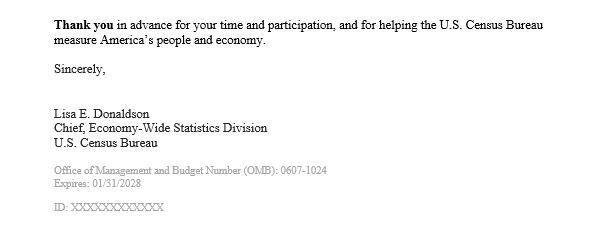 Thank you in advance for your time and participation, and for helping the U.S. Census Bureau
measure America’s people and economy.
Sincerely,
Lisa E. Donaldson
Chief, Economy-Wide Statistics Division
U.S. Census Bureau
Office of Management and Budget Number (OMB): 0607-1024
Expires: 01/31/2028
ID: XXXXXXXXXXXXX